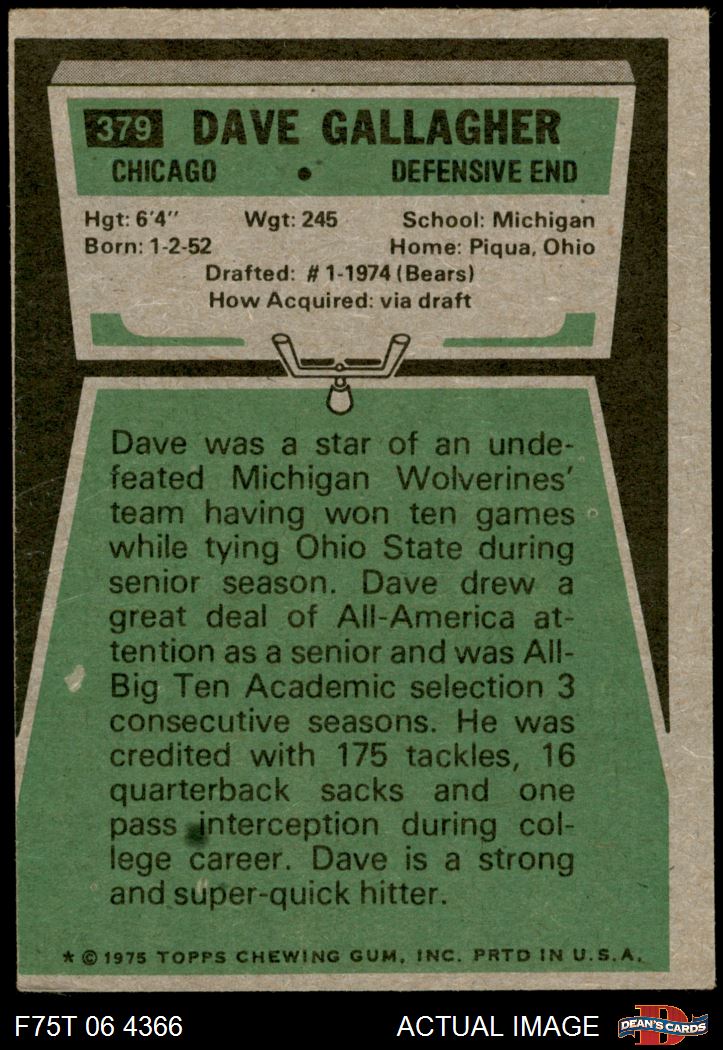 379 DAVE GALLAGHER
CHICAGO • DEFENSIVE END
Hgt: 6'4" Wgt: 245 School: Michigan
Born: 1-2-52 Home: Piqua, Ohio
Drafted: #1-1974 (Bears)
How Acquired: via draft
Dave was a star of an unde-
feated Michigan Wolverines'
team having won ten games
while tying Ohio State during
senior season. Dave drew a
great deal of All-America at-
tention as a senior and was All-
Big Ten Academic selection 3
consecutive seasons. He was
credited with 175 tackles, 16
quarterback sacks and one
pass interception during col-
lege career. Dave is a strong
and super-quick hitter.
* © 1975 TOPPS CHEWING GUM, INC. PRTD IN U.S.A.
F75T 06 4366 ACTUAL IMAGE D DEAN'S CARDS